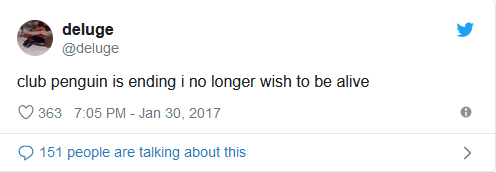 deluge
@deluge
club penguin is ending i no longer wish to be alive
363 7:05 PM - Jan 30, 2017
151 people are talking about this